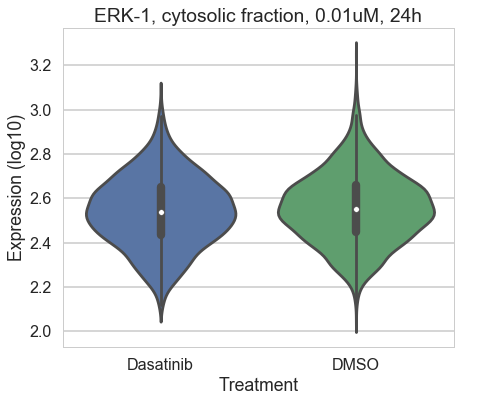 ERK-1, cytosolic fraction, 0.01uM, 24h
Expression (log10)
3.2
3.0
2.8
2.6
2.4
2.2
2.0
Dasatinib DMSO
Treatment